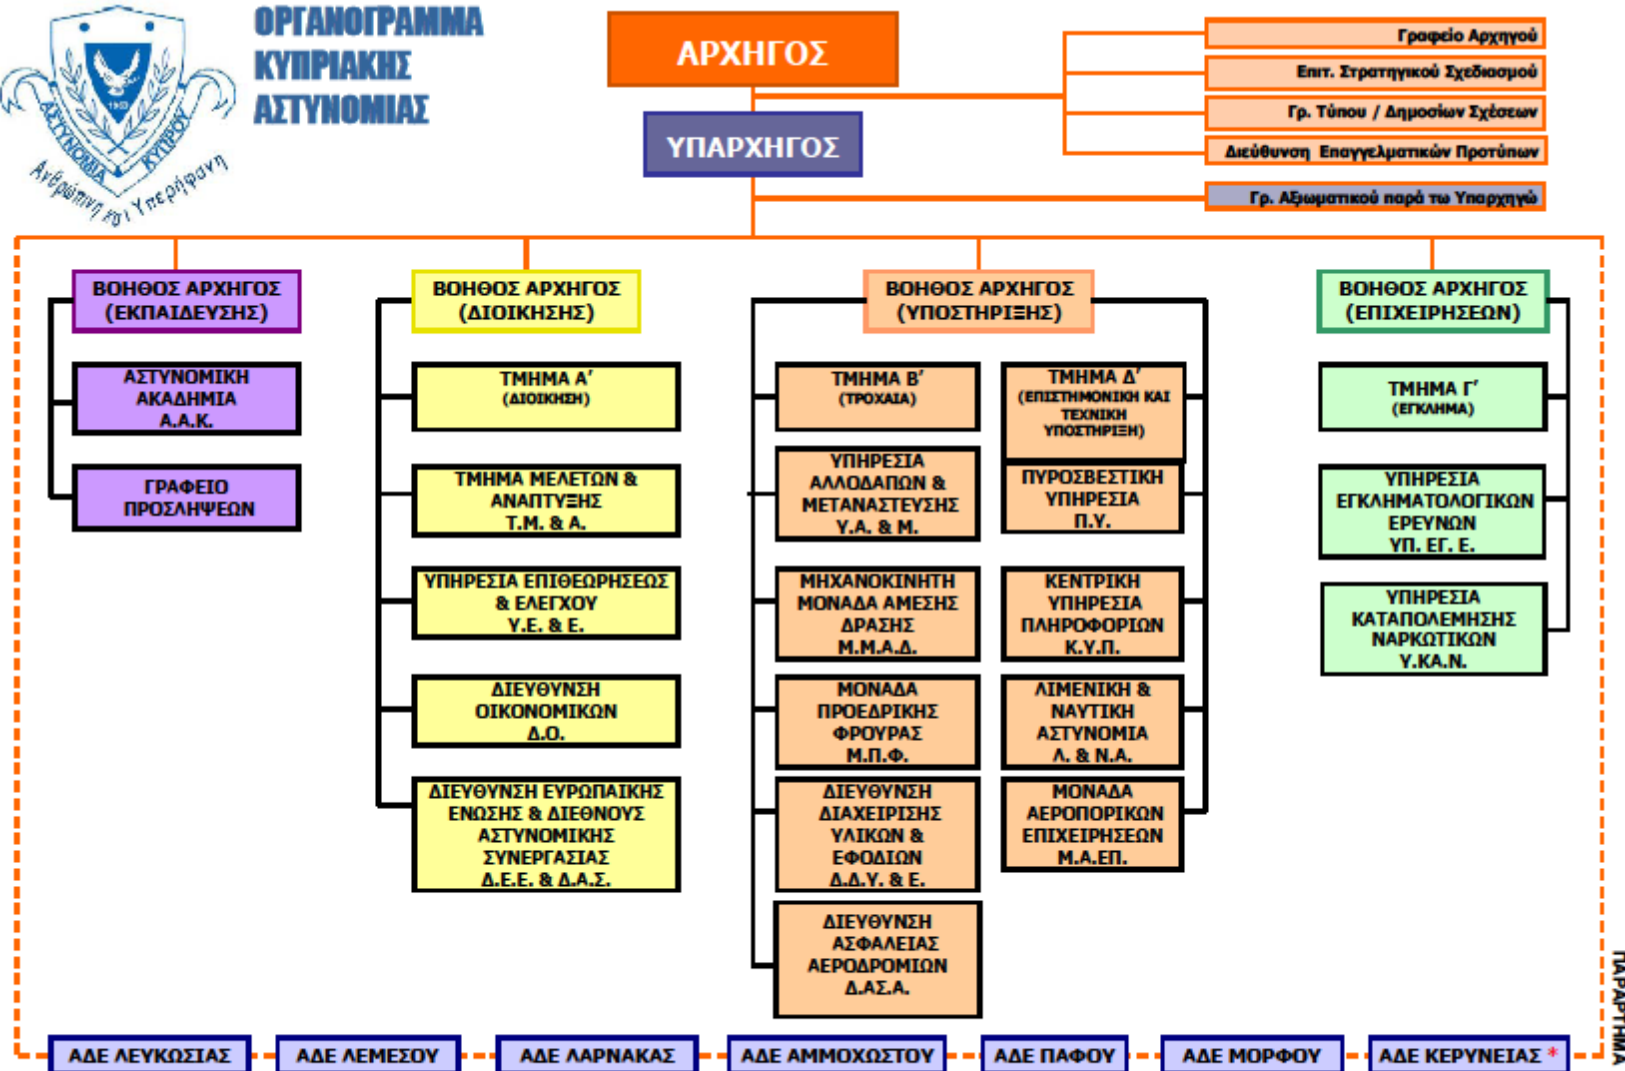 ΟΡΓΑΝΟΓΡΑΜΜΑ
ΚΥΠΡΙΑΚΗΣ
ΑΣΤΥΝΟΜΙΑΣ
1960
ΑΣΤΥΝΟΜΙΑ ΚΥΠΡΟΥ
Ανθρώπινη και Υπερήφανη
ΑΡΧΗΓΟΣ
ΥΠΑΡΧΗΓΟΣ
Γραφείο Αρχηγού
Επιτ. Στρατηγικού Σχεδιασμού
Γρ. Τύπου / Δημοσίων Σχέσεων
Διεύθυνση Επαγγελματικών Προτύπων
Γρ. Αξιωματικού παρά τω Υπαρχηγώ
ΒΟΗΘΟΣ ΑΡΧΗΓΟΣ
(ΕΚΠΑΙΔΕΥΣΗΣ)
ΑΣΤΥΝΟΜΙΚΗ
ΑΚΑΔΗΜΙΑ
Α.Α.Κ.
ΓΡΑΦΕΙΟ
ΠΡΟΣΛΗΨΕΩΝ
ΒΟΗΘΟΣ ΑΡΧΗΓΟΣ
(ΔΙΟΙΚΗΣΗΣ)
ΤΜΗΜΑ Α′
(ΔΙΟΙΚΗΣΗ)
ΤΜΗΜΑ ΜΕΛΕΤΩΝ &
ΑΝΑΠΤΥΞΗΣ
Τ.Μ. & Α.
ΥΠΗΡΕΣΙΑ ΕΠΙΘΕΩΡΗΣΕΩΣ
& ΕΛΕΓΧΟΥ
Υ.Ε. & Ε.
ΔΙΕΥΘΥΝΣΗ
ΟΙΚΟΝΟΜΙΚΩΝ
Δ.Ο.
ΔΙΕΥΘΥΝΣΗ ΕΥΡΩΠΑΙΚΗΣ
ΕΝΩΣΗΣ & ΔΙΕΘΝΟΥΣ
ΑΣΤΥΝΟΜΙΚΗΣ
ΣΥΝΕΡΓΑΣΙΑΣ
Δ.Ε.Ε. & Δ.Α.Σ.
ΒΟΗΘΟΣ ΑΡΧΗΓΟΣ
(ΥΠΟΣΤΗΡΙΞΗΣ)
ΤΜΗΜΑ Β′
(ΤΡΟΧΑΙΑ)
ΥΠΗΡΕΣΙΑ
ΑΛΛΟΔΑΠΩΝ &
ΜΕΤΑΝΑΣΤΕΥΣΗΣ
Υ.Α. & Μ.
ΜΗΧΑΝΟΚΙΝΗΤΗ
ΜΟΝΑΔΑ ΑΜΕΣΗΣ
ΔΡΑΣΗΣ
Μ.Μ.Α.Δ.
ΜΟΝΑΔΑ
ΠΡΟΕΔΡΙΚΗΣ
ΦΡΟΥΡΑΣ
Μ.Π.Φ.
ΔΙΕΥΘΥΝΣΗ
ΔΙΑΧΕΙΡΙΣΗΣ
ΥΛΙΚΩΝ &
ΕΦΟΔΙΩΝ
Δ.Δ.Υ. & Ε.
ΔΙΕΥΘΥΝΣΗ
ΑΣΦΑΛΕΙΑΣ
ΑΕΡΟΔΡΟΜΙΩΝ
Δ.ΑΣ.Α.
ΤΜΗΜΑ Δ′
(ΕΠΙΣΤΗΜΟΝΙΚΗ ΚΑΙ
ΤΕΧΝΙΚΗ
ΥΠΟΣΤΗΡΙΞΗ)
ΠΥΡΟΣΒΕΣΤΙΚΗ
ΥΠΗΡΕΣΙΑ
Π.Υ.
ΚΕΝΤΡΙΚΗ
ΥΠΗΡΕΣΙΑ
ΠΛΗΡΟΦΟΡΙΩΝ
Κ.Υ.Π.
ΛΙΜΕΝΙΚΗ &
ΝΑΥΤΙΚΗ
ΑΣΤΥΝΟΜΙΑ
Λ. & Ν.Α.
ΜΟΝΑΔΑ
ΑΕΡΟΠΟΡΙΚΩΝ
ΕΠΙΧΕΙΡΗΣΕΩΝ
Μ.Α.ΕΠ.
ΒΟΗΘΟΣ ΑΡΧΗΓΟΣ
(ΕΠΙΧΕΙΡΗΣΕΩΝ)
ΤΜΗΜΑ Γ′
(ΕΓΚΛΗΜΑ)
ΥΠΗΡΕΣΙΑ
ΕΓΚΛΗΜΑΤΟΛΟΓΙΚΩΝ
ΕΡΕΥΝΩΝ
ΥΠ. ΕΓ. Ε.
ΥΠΗΡΕΣΙΑ
ΚΑΤΑΠΟΛΕΜΗΣΗΣ
ΝΑΡΚΩΤΙΚΩΝ
Υ.ΚΑ.Ν.
ΠΑΡΑΡΤΗΜΑ
ΑΔΕ ΛΕΥΚΩΣΙΑΣ
ΑΔΕ ΛΕΜΕΣΟΥ
ΑΔΕ ΛΑΡΝΑΚΑΣ
ΑΔΕ ΑΜΜΟΧΩΣΤΟΥ
ΑΔΕ ΠΑΦΟΥ
ΑΔΕ ΜΟΡΦΟΥ
ΑΔΕ ΚΕΡΥΝΕΙΑΣ *